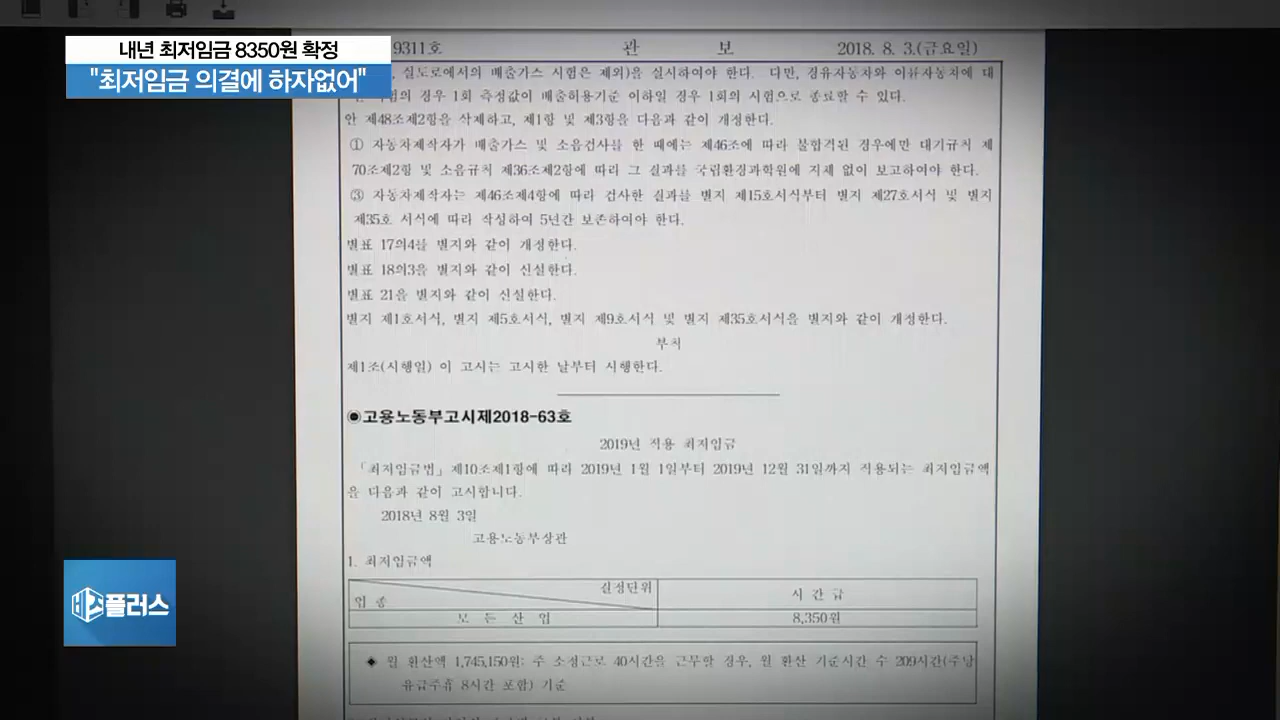 내년 최저임금 8350원 확정
"최저임금 의결에 하자없어"
9311호 관 보 2018. 8. 3.(금요일)
실도로에서의 배출가스 시험은 제외)을 실시하여야 한다. 다만, 경유자동차와 이륜자동차에 대
경우 1회 측정값이 배출허용기준 이하일 경우 1회의 시험으로 종료할 수 있다.
안 제48조제2항을 삭제하고, 제1항 및 제3항을 다음과 같이 개정한다.
① 자동차제작자가 배출가스 및 소음검사를 한 때에는 제46조에 따라 불합격된 경우에만 대기규칙 제
70조제2항 및 소음규칙 제36조제2항에 따라 그 결과를 국립환경과학원에 지체 없이 보고하여야 한다.
③ 자동차제작자는 제46조제4항에 따라 검사한 결과를 별지 제15호서식부터 별지 제27호서식 및 별지
제35호 서식에 따라 작성하여 5년간 보존하여야 한다.
별표 17의4를 별지와 같이 개정한다.
별표 18의3을 별지와 같이 신설한다.
별표 21을 별지와 같이 신설한다.
별지 제1호서식, 별지 제5호서식, 별지 제9호서식 및 별지 제35호서식을 별지와 같이 개정한다.
부칙
제1조(시행일) 이 고시는 고시한 날부터 시행한다.
◉고용노동부고시제2018-63호
2019년 적용 최저임금
「최저임금법」제10조제1항에 따라 2019년 1월 1일부터 2019년 12월 31일까지 적용되는 최저임금액
을 다음과 같이 고시합니다.
2018년 8월 3일
고용노동부장관
1. 최저임금액
결정단위
업 종
시 간 급
모 든 산 업
8,350원
플러스
◆ 월 환산액 1,745,150원: 주 소정근로 40시간을 근무할 경우, 월 환산 기준시간 수 209시간(주당
유급주휴 8시간 포함) 기준